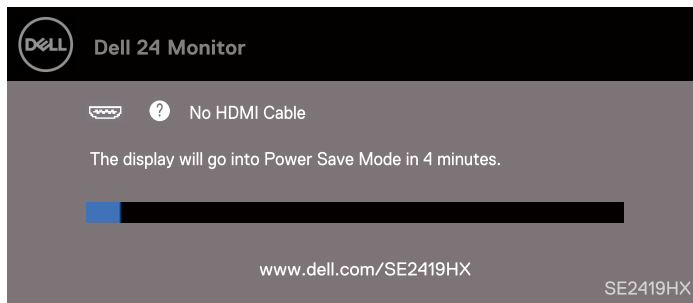 DELL
Dell 24 Monitor
? No HDMI Cable
The display will go into Power Save Mode in 4 minutes.
www.dell.com/SE2419HX
SE2419HX